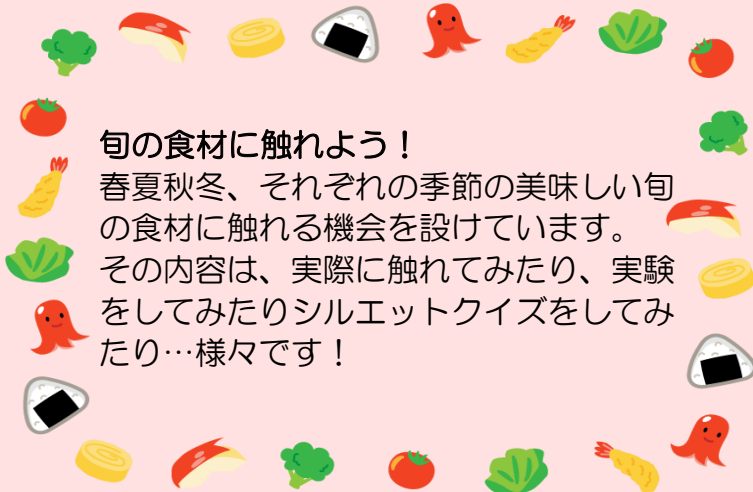 旬の食材に触れよう！
春夏秋冬、それぞれの季節の美味しい旬
の食材に触れる機会を設けています。
その内容は、実際に触れてみたり、実験
をしてみたりシルエットクイズをしてみ
たり…様々です！